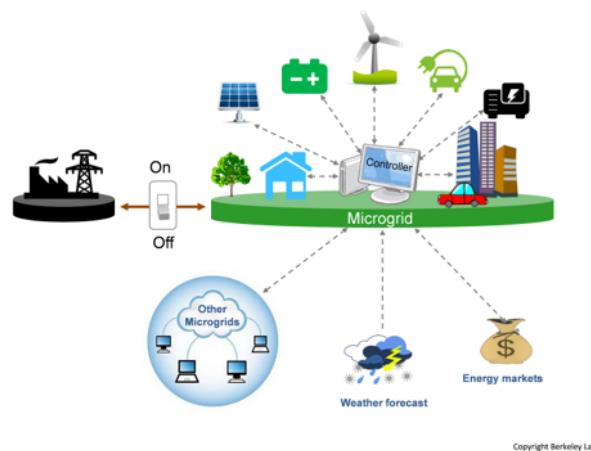 Controller
On
Off
Microgrid
Other
Microgrids
Weather forecast
Energy markets
$
Copyright Berkeley La